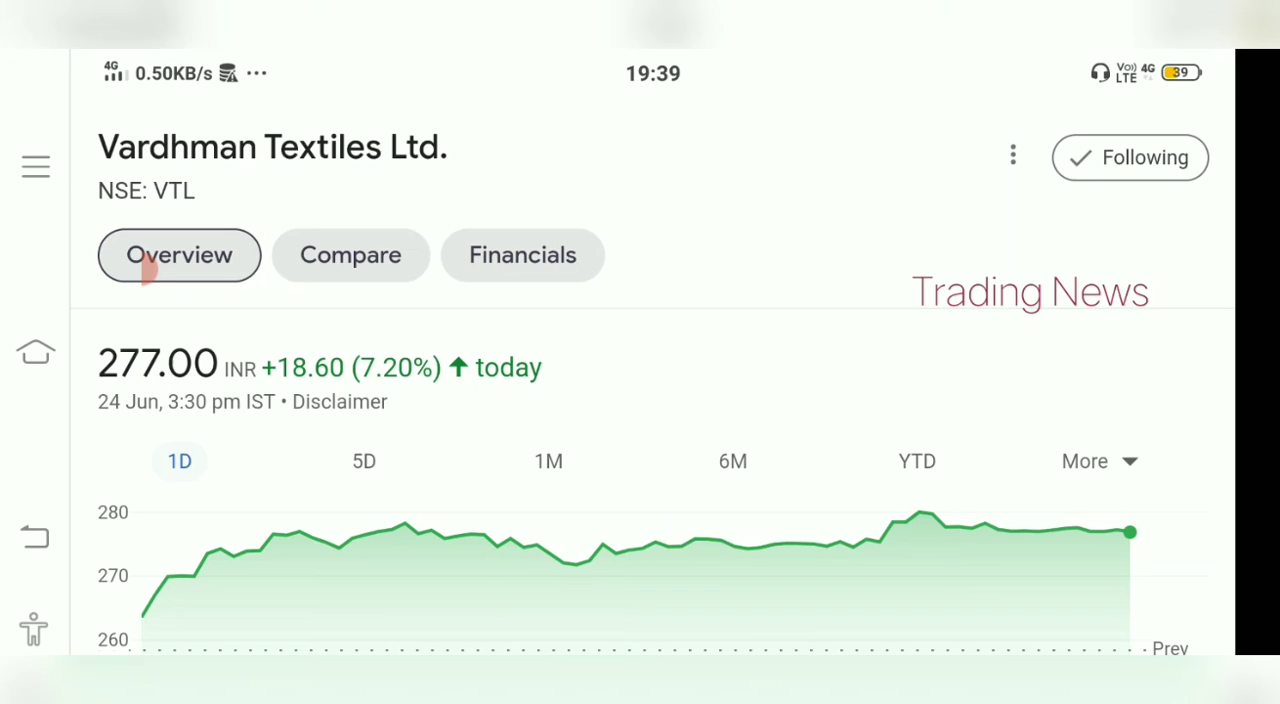 4G 0.50KB/s ... 19:39 Vo)) LTE 4G 39
Vardhman Textiles Ltd.
Following
NSE: VTL
Overview Compare Financials
Trading News
277.00 INR +18.60 (7.20%) ↑ today
24 Jun, 3:30 pm IST • Disclaimer
1D 5D 1M 6M YTD More
280
270
260
Prev